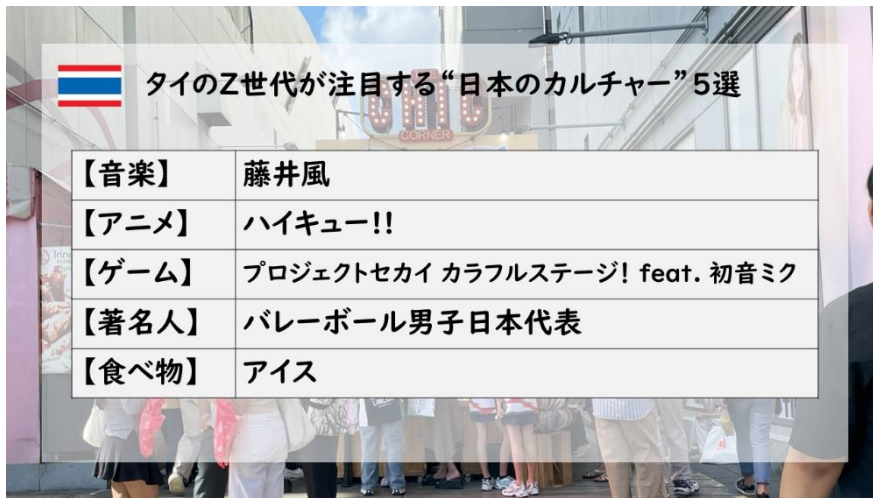 タイのZ世代が注目する“日本のカルチャー”5選
CHIC
CORNER
【音楽】 藤井風
【アニメ】 ハイキュー!!
【ゲーム】 プロジェクトセカイ カラフルステージ! feat. 初音ミク
【著名人】 バレーボール男子日本代表
【食べ物】 アイス